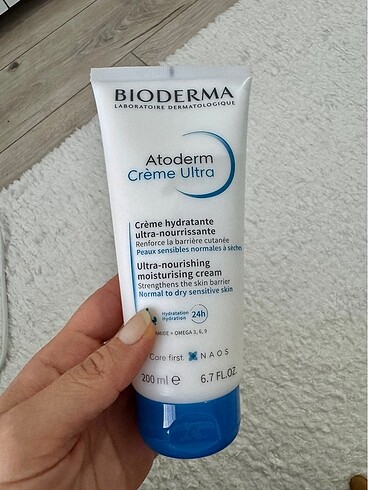 BIODERMA
LABORATOIRE DERMATOLOGIQUE
Atoderm
Crème Ultra
Crème hydratante
ultra-nourrissante
Renforce la barrière cutanée
Peaux sensibles normales à sèches
Ultra-nourishing
moisturising cream
Strengthens the skin barrier
Normal to dry sensitive skin
Hydratation
Hydration
24h
+ OMEGA 3, 6, 9
Care first.
NAOS
200 ml e
6.7 FL.OZ.